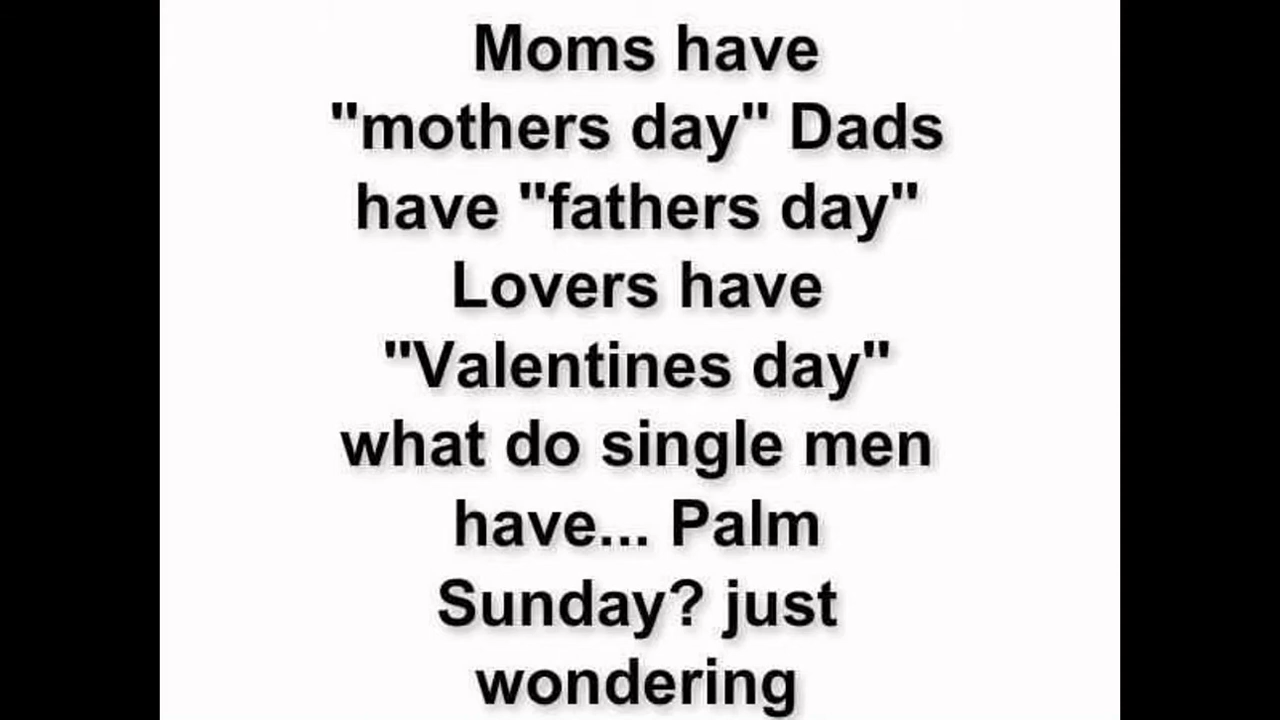 Moms have
"mothers day" Dads
have "fathers day"
Lovers have
"Valentines day"
what do single men
have... Palm
Sunday? just
wondering